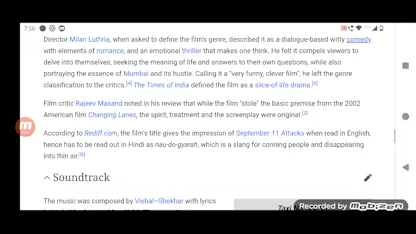 7:56
Director Milan Luthria, when asked to define the film's genre, described it as a dialogue-based witty comedy
with elements of romance, and an emotional thriller that makes one think. He felt it compels viewers to
delve into themselves, seeking the meaning of life and answers to their own questions, while also
portraying the essence of Mumbai and its hustle. Calling it a "very funny, clever film", he left the genre
classification to the critics.[4] The Times of India defined the film as a slice-of-life drama.[5]
Film critic Rajeev Masand noted in his review that while the film "stole" the basic premise from the 2002
American film Changing Lanes, the spirit, treatment and the screenplay were original.[3]
According to Rediff.com, the film's title gives the impression of September 11 Attacks when read in English,
hence has to be read out in Hindi as nau-do-gyarah, which is a slang for conning people and disappearing
into thin air.[6]
Soundtrack
The music was composed by Vishal–Shekhar with lyrics
Recorded by Mobizen